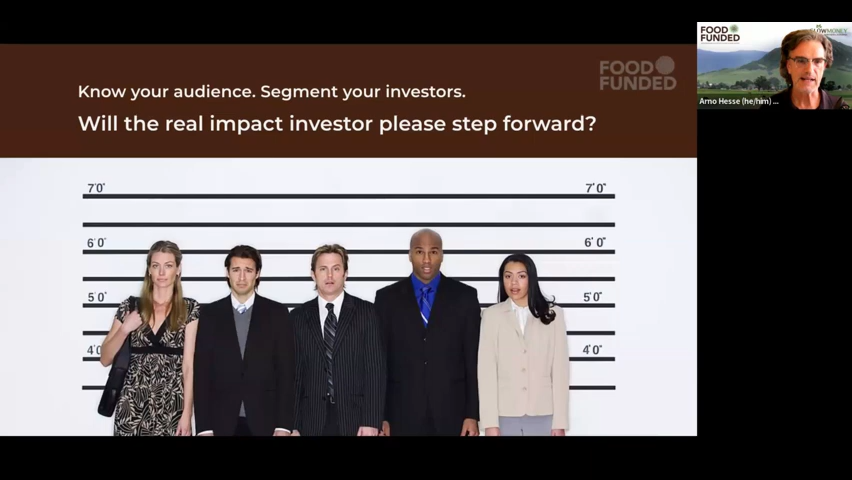 Know your audience. Segment your investors.
Will the real impact investor please step forward?
FOOD
FUNDED
7'0"
7'0"
6'0"
6'0"
5'0"
5'0"
4'0
4'0"
FOOD
FUNDED
SLOWMONEY
Arno Hesse (he/him) ...